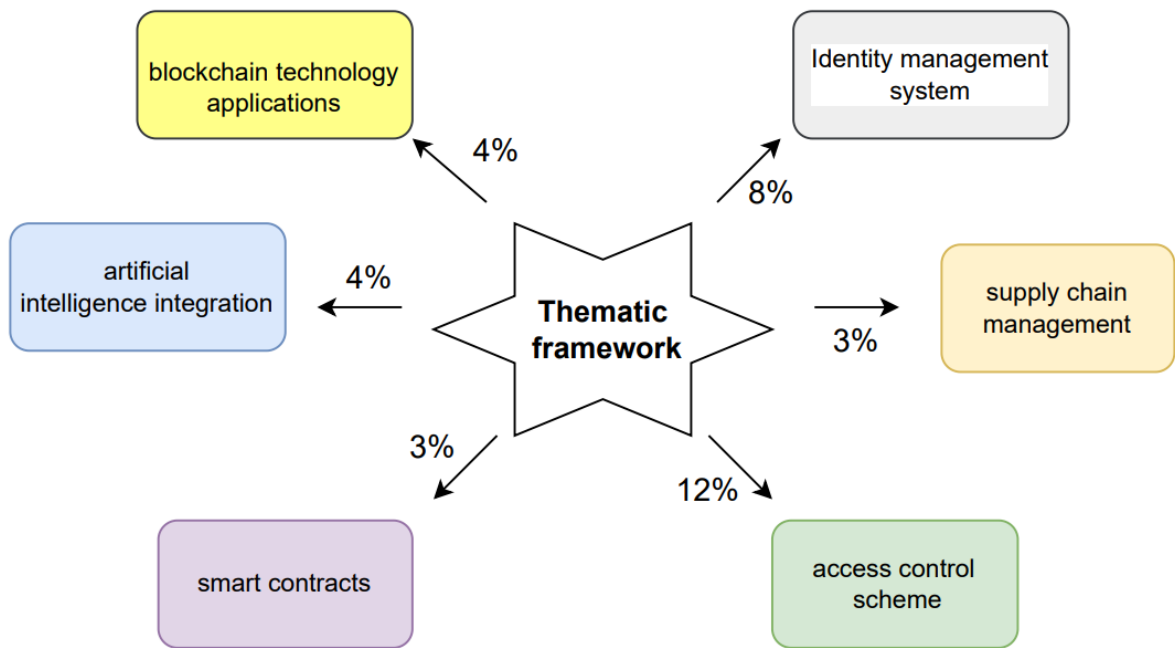 blockchain technology
applications
Identity management
system
4%
8%
artificial
intelligence integration
4%
Thematic
framework
3%
supply chain
management
3%
12%
smart contracts
access control
scheme